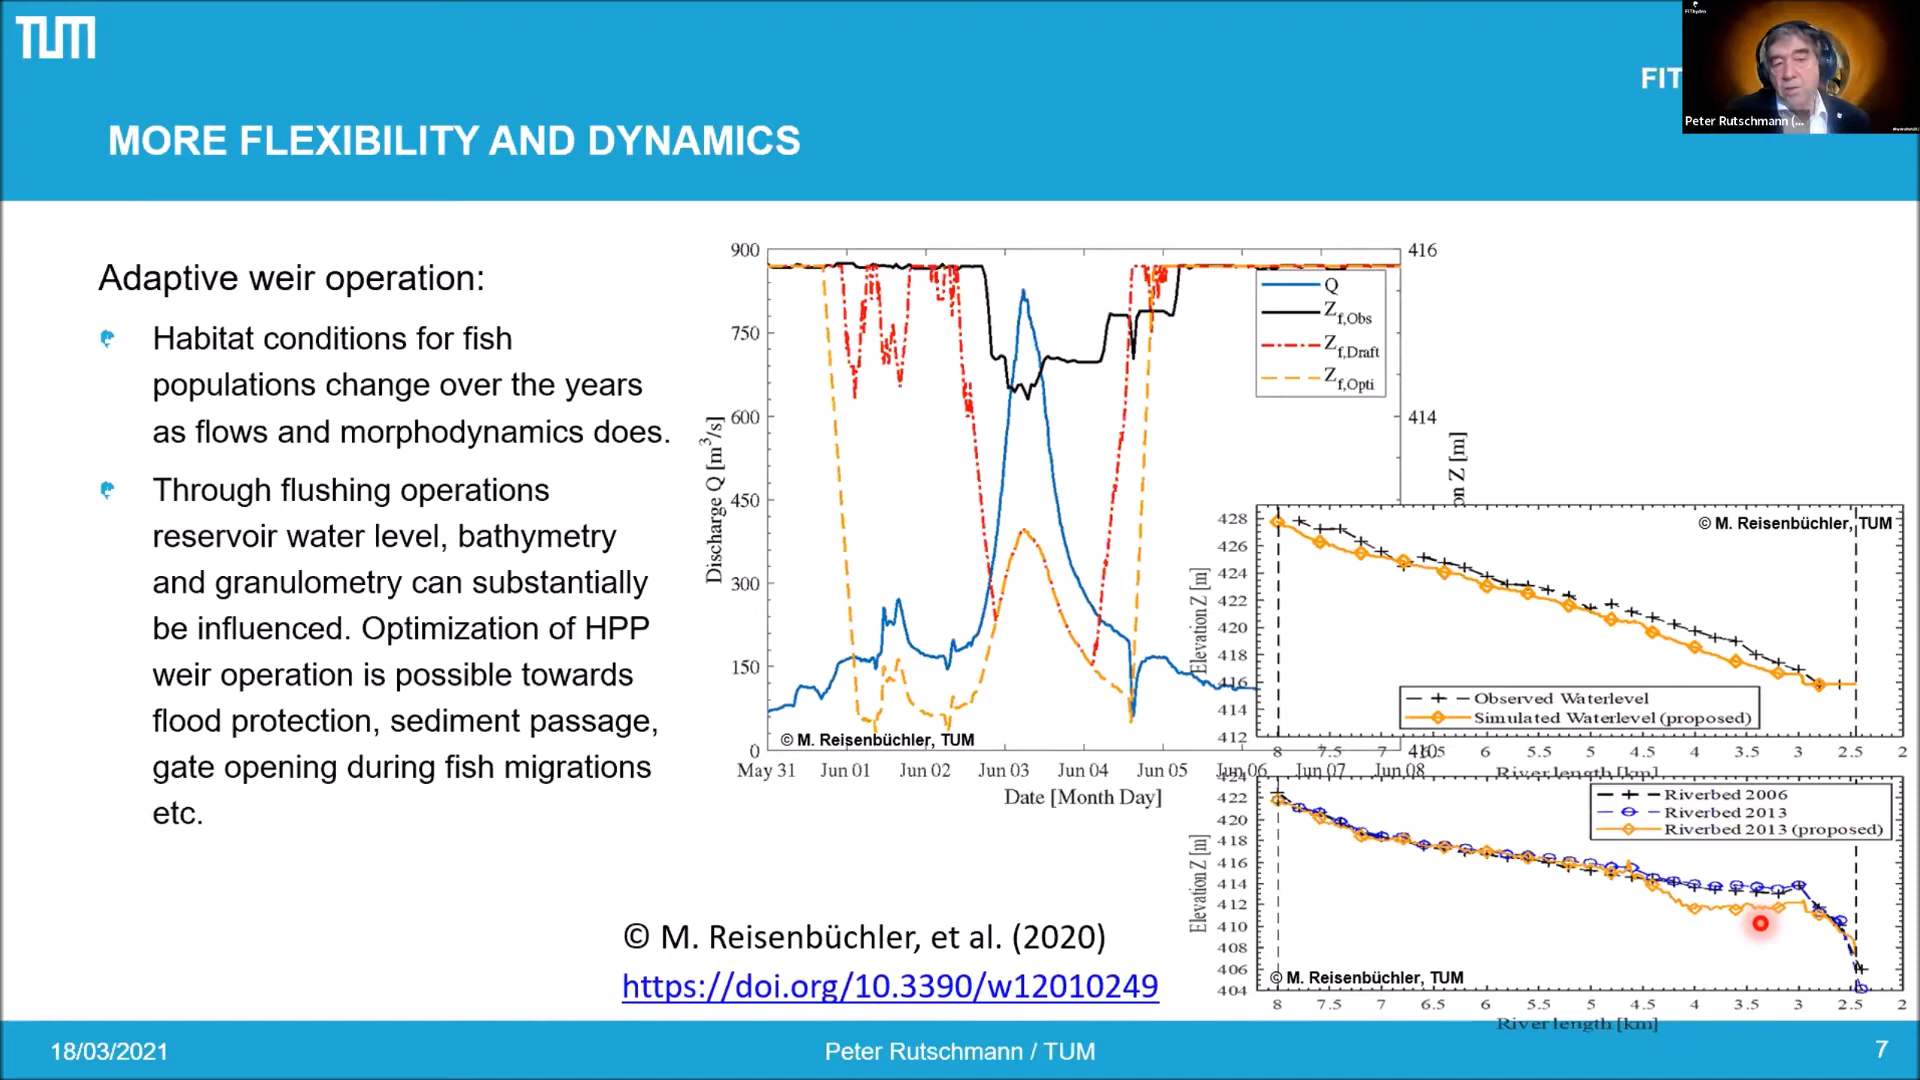 TUM
FIThydro
FIT
Peter Rutschmann (...
MORE FLEXIBILITY AND DYNAMICS
Adaptive weir operation:
Habitat conditions for fish
populations change over the years
as flows and morphodynamics does.
Through flushing operations
reservoir water level, bathymetry
and granulometry can substantially
be influenced. Optimization of HPP
weir operation is possible towards
flood protection, sediment passage,
gate opening during fish migrations
etc.
900
750
600
450
300
150
0
Discharge Q [m³/s]
416
414
410
on Z [m]
Q
Z f,Obs
Z f,Draft
Z f,Opti
© M. Reisenbüchler, TUM
May 31 Jun 01 Jun 02 Jun 03 Jun 04 Jun 05 Jun 06 Jun 07 Jun 08
Date [Month Day]
© M. Reisenbüchler, TUM
428
426
424
422
420
418
416
414
412
Elevation Z [m]
Observed Waterlevel
Simulated Waterlevel (proposed)
8 7.5 7 6 5.5 5 4.5 4 3.5 3 2.5 2
River length [km]
424
422
420
418
416
414
412
410
408
406
404
Elevation Z [m]
Riverbed 2006
Riverbed 2013
Riverbed 2013 (proposed)
© M. Reisenbüchler, TUM
8 7.5 7 6.5 6 5.5 5 4.5 4 3.5 3 2.5 2
River length [km]
© M. Reisenbüchler, et al. (2020)
https://doi.org/10.3390/w12010249
18/03/2021
Peter Rutschmann / TUM
7